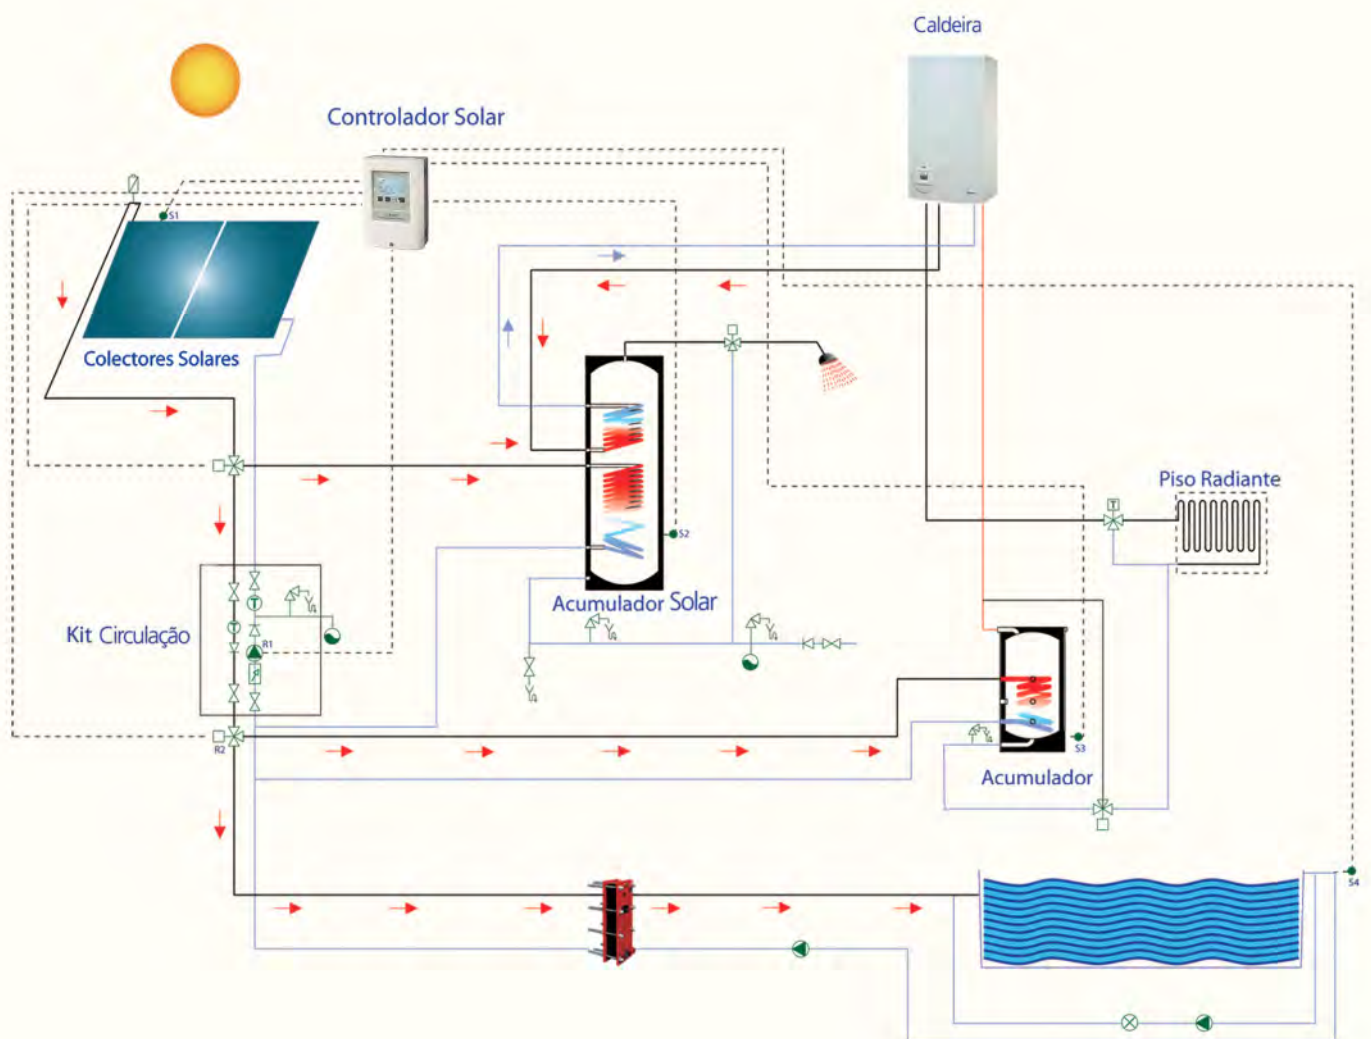 Caldeira
Controlador Solar
S1
Colectores Solares
Piso Radiante
T
S2
Acumulador Solar
T
Kit Circulação
T
R1
R2
S3
Acumulador
S4